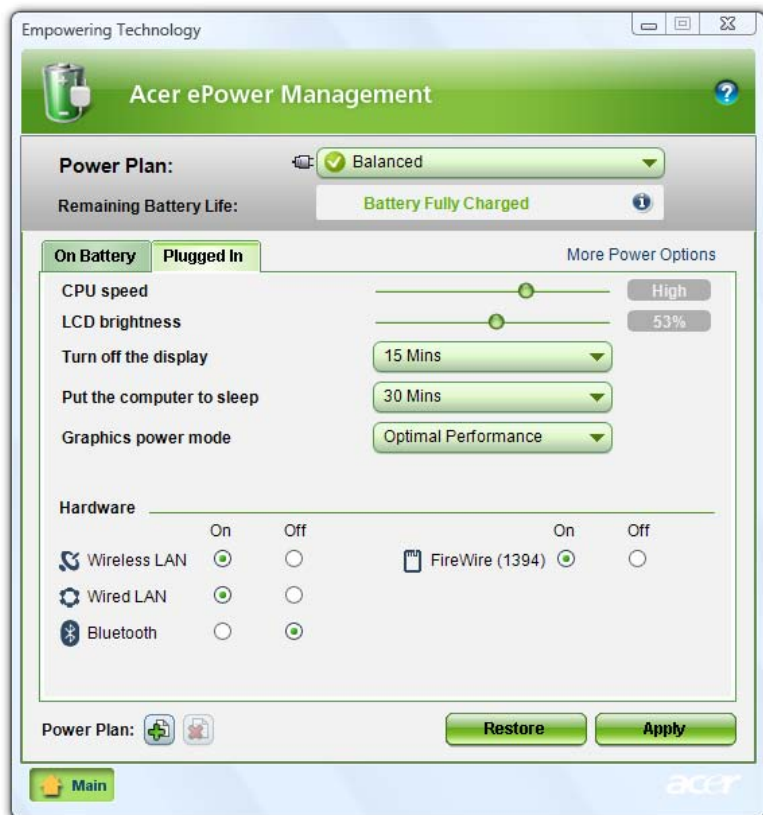 Empowering Technology
Acer ePower Management
?
Power Plan: Balanced
Remaining Battery Life: Battery Fully Charged i
On Battery Plugged In More Power Options
CPU speed High
LCD brightness 53%
Turn off the display 15 Mins
Put the computer to sleep 30 Mins
Graphics power mode Optimal Performance
Hardware
On Off On Off
Wireless LAN FireWire (1394)
Wired LAN
Bluetooth
Power Plan: Restore Apply
Main acer